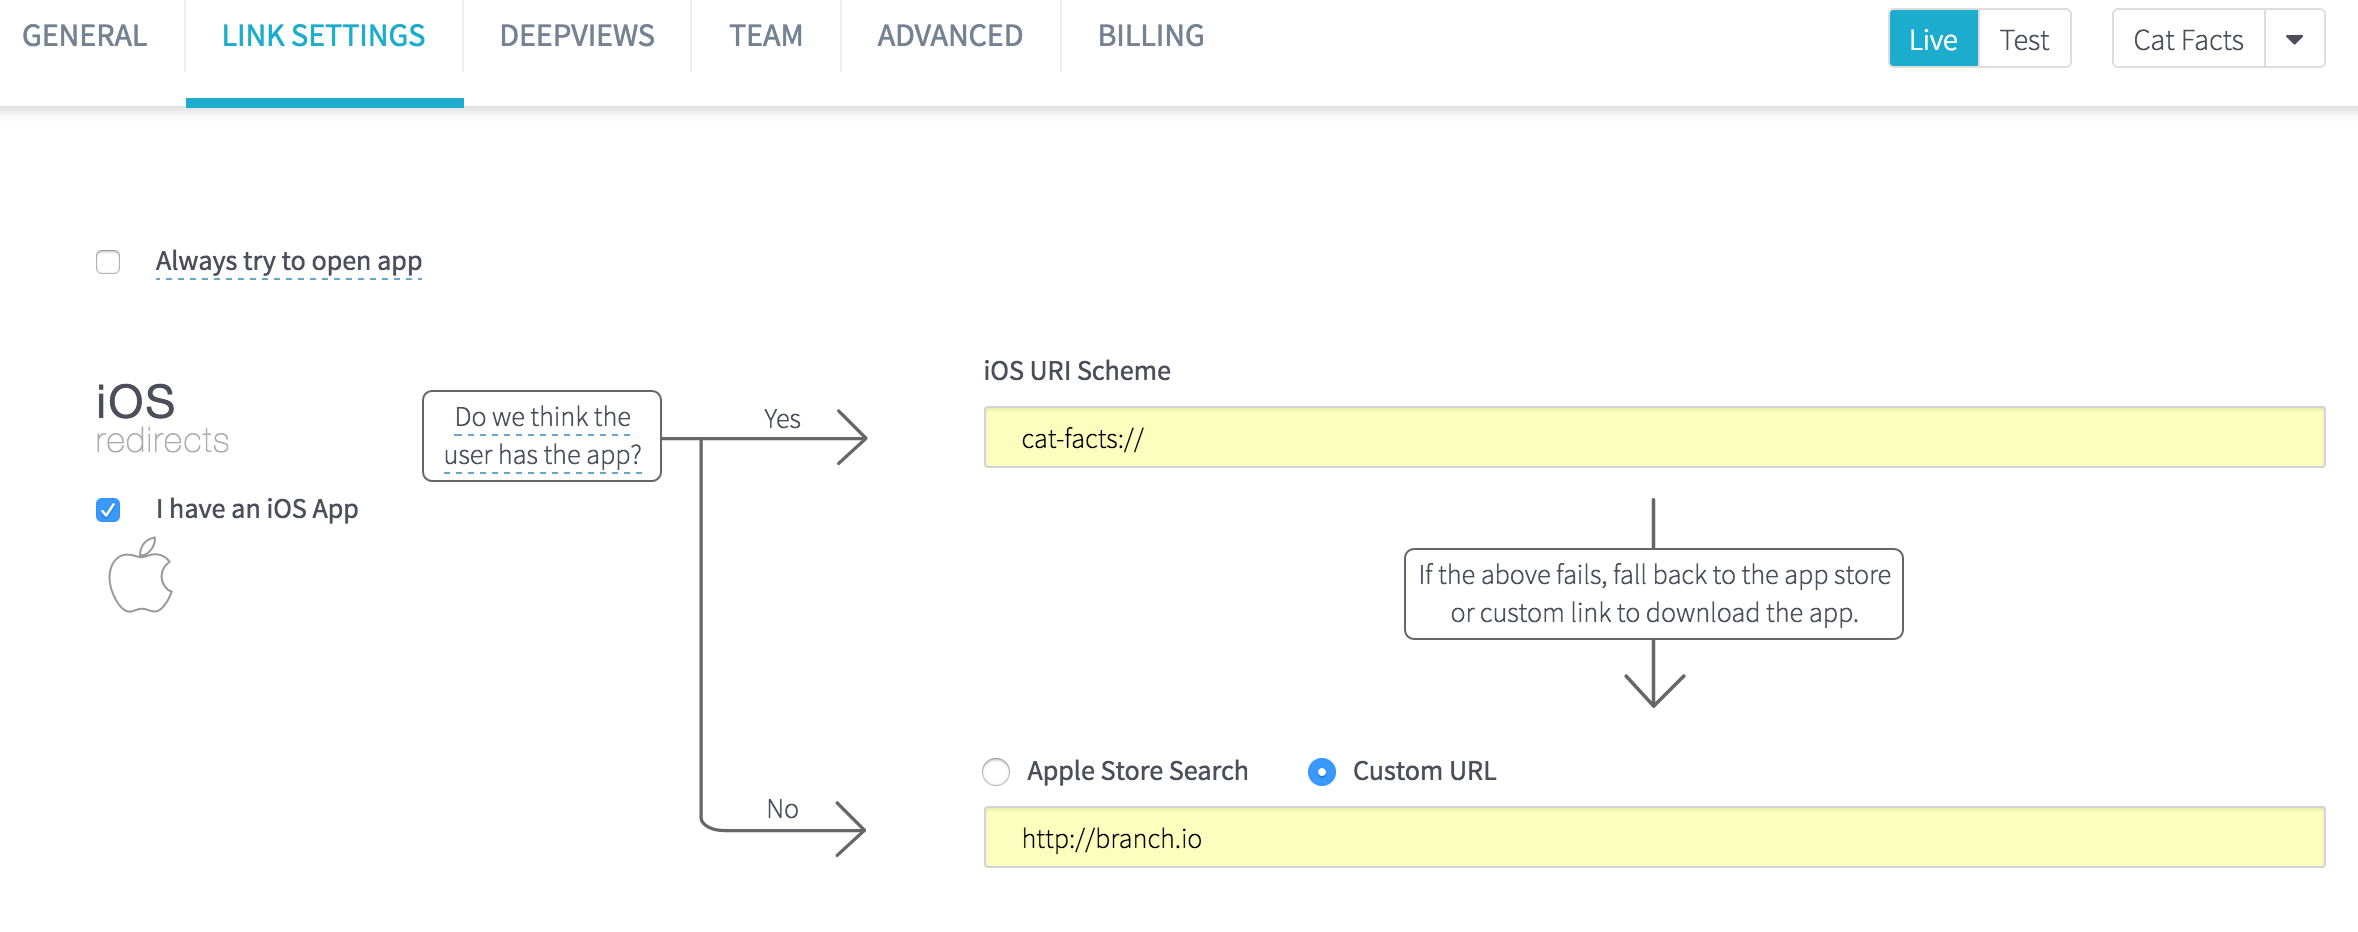 GENERAL LINK SETTINGS DEEPVIEWS TEAM ADVANCED BILLING Live Test Cat Facts
Always try to open app
iOS
redirects
I have an iOS App
Do we think the
user has the app?
Yes
No
iOS URI Scheme
cat-facts://
If the above fails, fall back to the app store
or custom link to download the app.
Apple Store Search Custom URL
http://branch.io